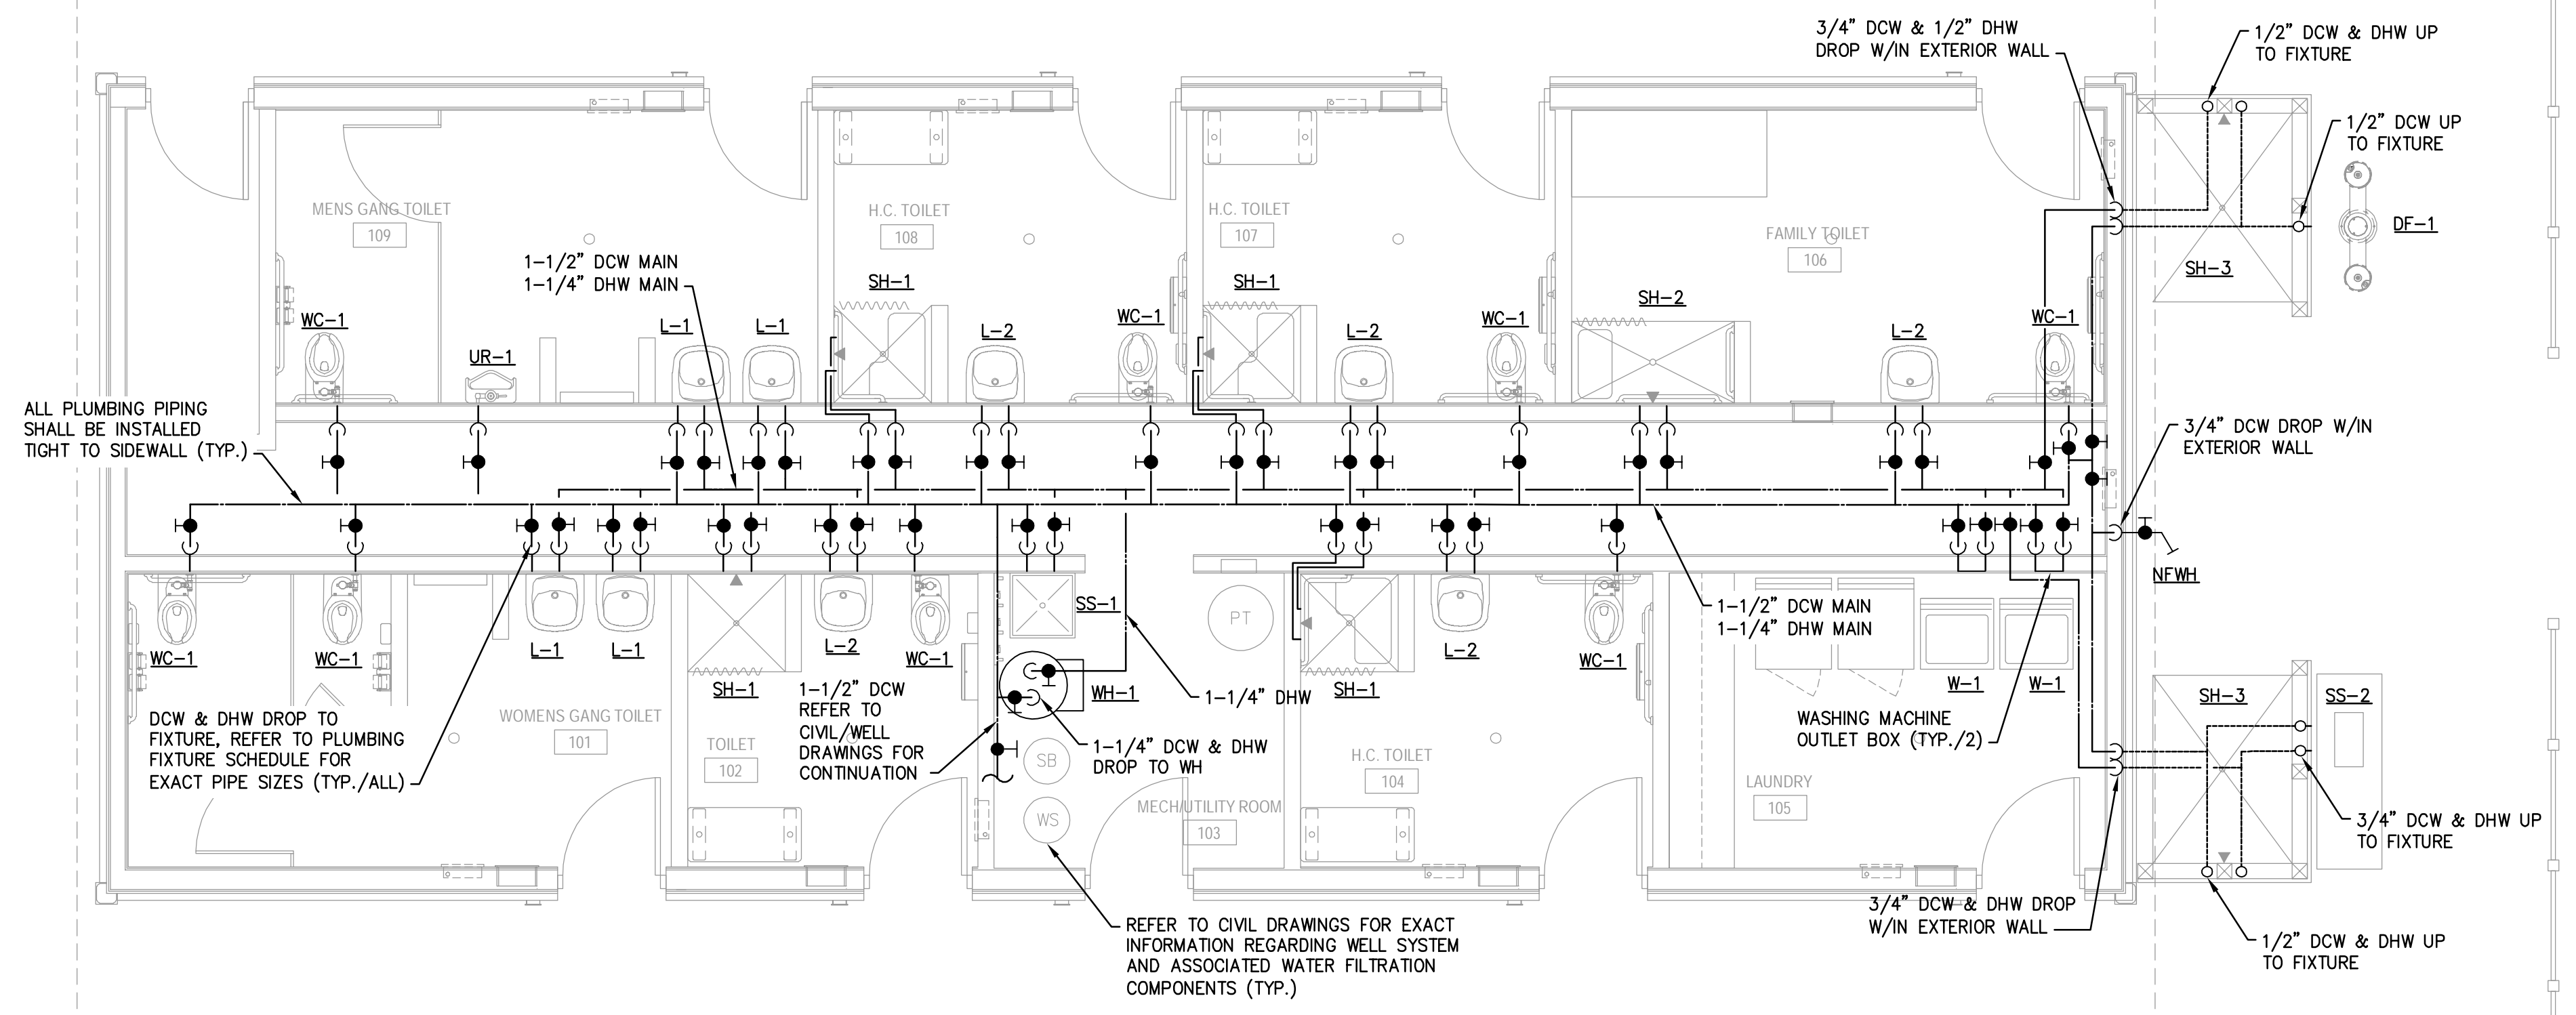 3/4" DCW & 1/2" DHW
DROP W/IN EXTERIOR WALL
1/2" DCW & DHW UP
TO FIXTURE
1/2" DCW UP
TO FIXTURE
DF-1
SH-3
MENS GANG TOILET
109
H.C. TOILET
108
H.C. TOILET
107
FAMILY TOILET
106
1-1/2" DCW MAIN
1-1/4" DHW MAIN
WC-1
UR-1
L-1
L-1
SH-1
L-2
WC-1
SH-1
L-2
WC-1
SH-2
L-2
WC-1
ALL PLUMBING PIPING
SHALL BE INSTALLED
TIGHT TO SIDEWALL (TYP.)
3/4" DCW DROP W/IN
EXTERIOR WALL
NFWH
WC-1
WC-1
L-1
L-1
SH-1
L-2
WC-1
SS-1
WH-1
PT
SH-1
L-2
WC-1
1-1/2" DCW MAIN
1-1/4" DHW MAIN
W-1
W-1
SH-3
SS-2
DCW & DHW DROP TO
FIXTURE, REFER TO PLUMBING
FIXTURE SCHEDULE FOR
EXACT PIPE SIZES (TYP./ALL)
WOMENS GANG TOILET
101
TOILET
102
1-1/2" DCW
REFER TO
CIVIL/WELL
DRAWINGS FOR
CONTINUATION
1-1/4" DHW
1-1/4" DCW & DHW
DROP TO WH
SB
WS
MECH/UTILITY ROOM
103
H.C. TOILET
104
WASHING MACHINE
OUTLET BOX (TYP./2)
LAUNDRY
105
3/4" DCW & DHW UP
TO FIXTURE
3/4" DCW & DHW DROP
W/IN EXTERIOR WALL
1/2" DCW & DHW UP
TO FIXTURE
REFER TO CIVIL DRAWINGS FOR EXACT
INFORMATION REGARDING WELL SYSTEM
AND ASSOCIATED WATER FILTRATION
COMPONENTS (TYP.)